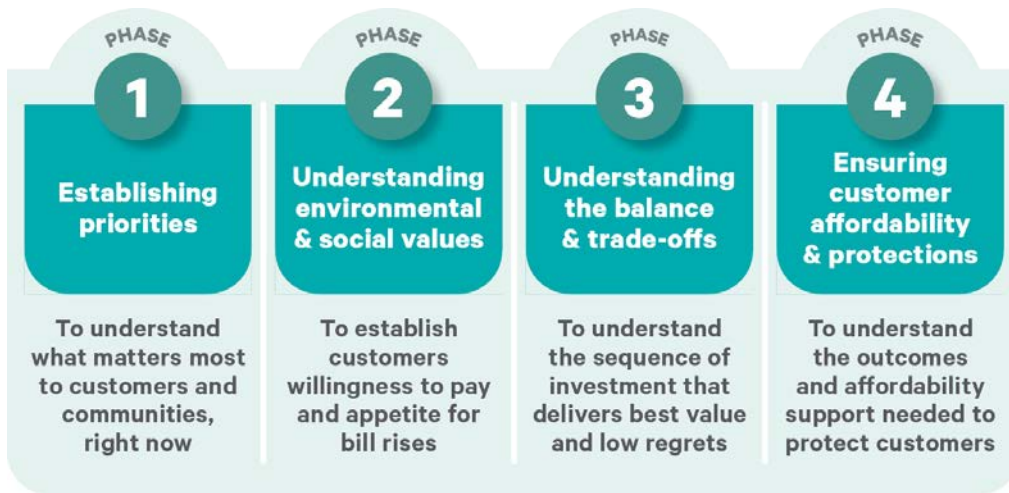 PHASE
1
Establishing
priorities
To understand
what matters most
to customers and
communities,
right now
PHASE
2
Understanding
environmental
& social values
To establish
customers
willingness to pay
and appetite for
bill rises
PHASE
3
Understanding
the balance
& trade-offs
To understand
the sequence of
investment that
delivers best value
and low regrets
PHASE
4
Ensuring
customer
affordability
& protections
To understand
the outcomes
and affordability
support needed to
protect customers